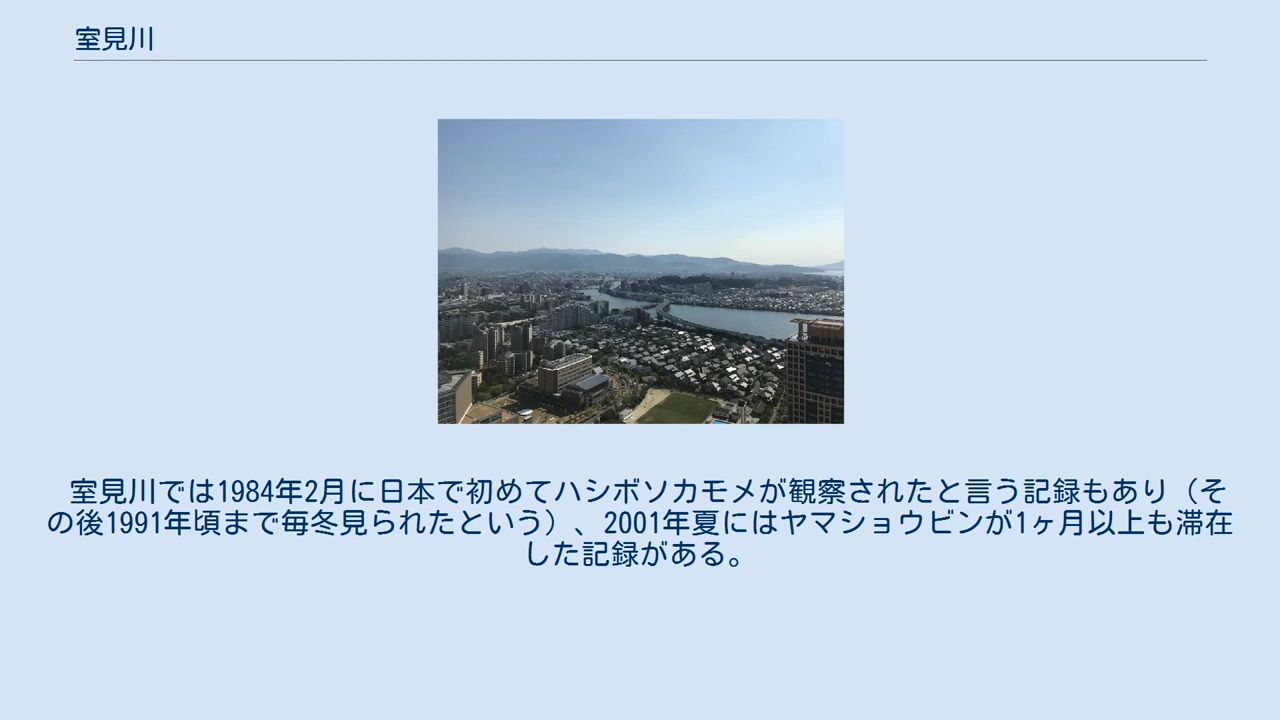 室見川
室見川では1984年2月に日本で初めてハシボソカモメが観察されたと言う記録もあり（そ
の後1991年頃まで毎冬見られたという）、2001年夏にはヤマショウビンが1ヶ月以上も滞在
した記録がある。